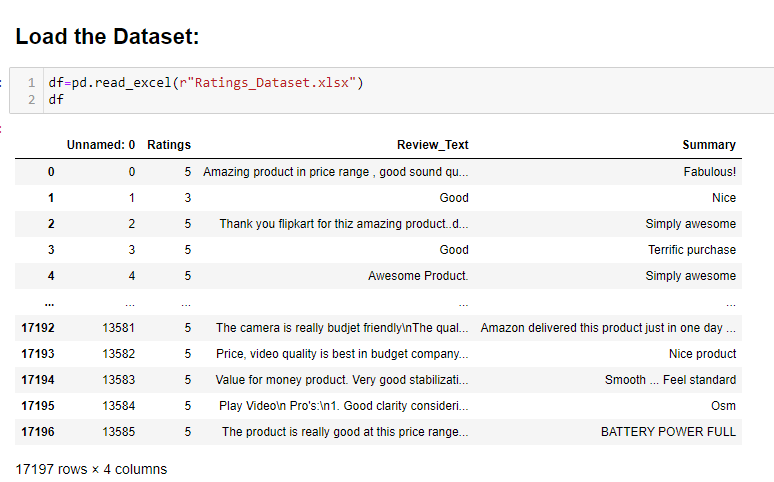 Load the Dataset:
1 df=pd.read_excel(r"Ratings_Dataset.xlsx")
2 df
Unnamed: 0 Ratings Review_Text Summary
0 0 5 Amazing product in price range , good sound qu... Fabulous!
1 1 3 Good Nice
2 2 5 Thank you flipkart for thiz amazing product..d... Simply awesome
3 3 5 Good Terrific purchase
4 4 5 Awesome Product. Simply awesome
... ... ... ... ...
17192 13581 5 The camera is really budjet friendly\nThe qual... Amazon delivered this product just in one day ...
17193 13582 5 Price, video quality is best in budget company... Nice product
17194 13583 5 Value for money product. Very good stabilizati... Smooth ... Feel standard
17195 13584 5 Play Video\n Pro's:\n1. Good clarity consideri... Osm
17196 13585 5 The product is really good at this price range... BATTERY POWER FULL
17197 rows × 4 columns